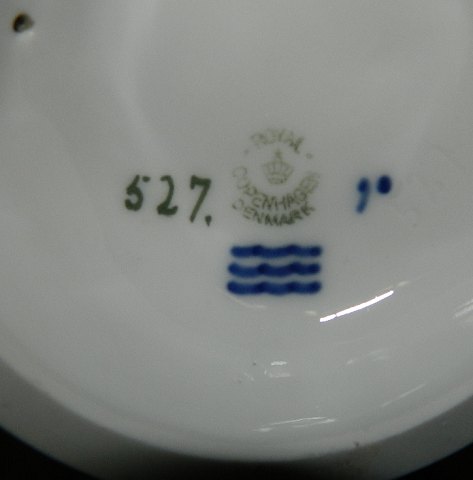 ROYAL
COPENHAGEN
DENMARK
527.